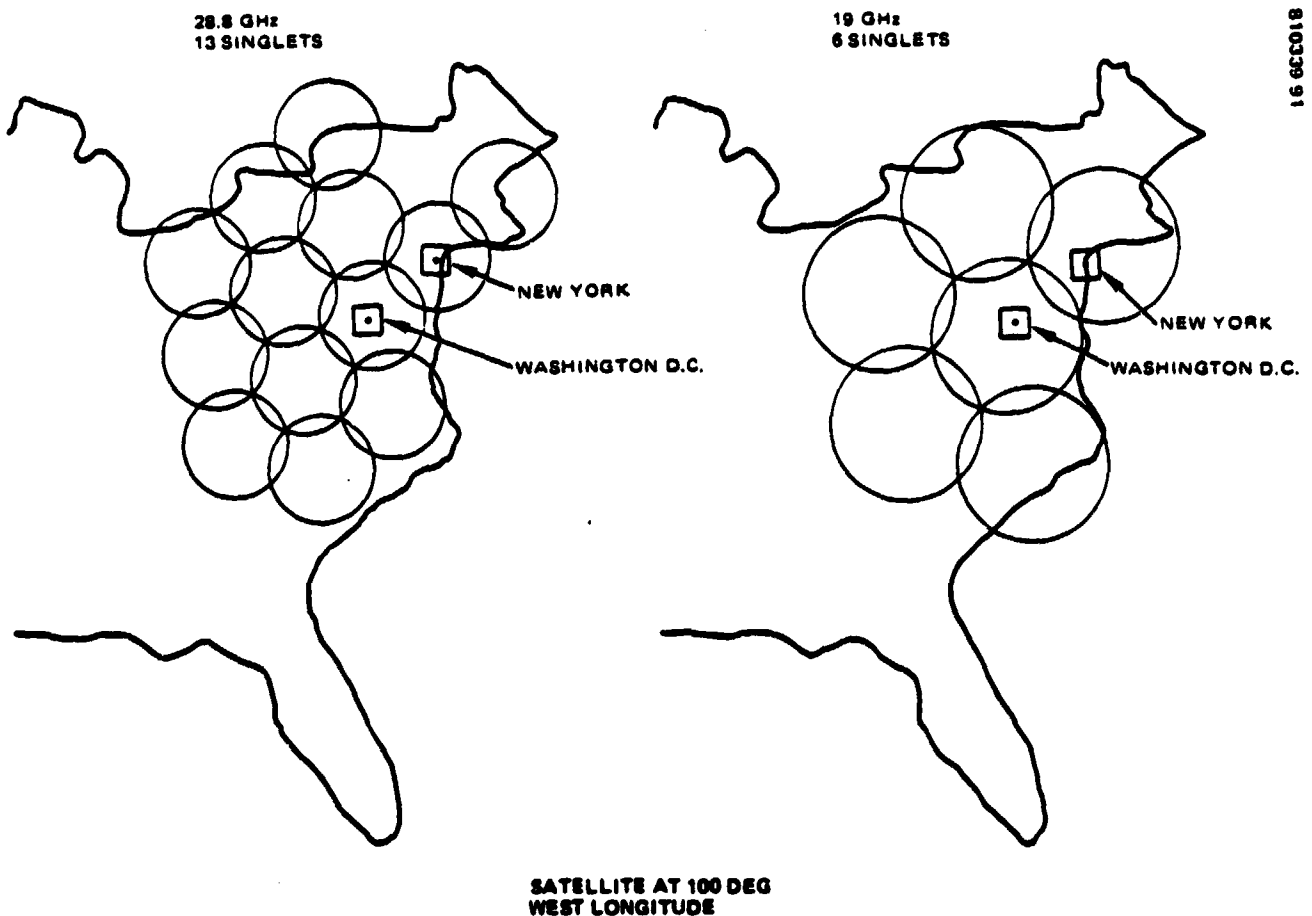 28.8 GHz
13 SINGLETS
19 GHz
6 SINGLETS
810339 91
NEW YORK
WASHINGTON D.C.
NEW YORK
WASHINGTON D.C.
SATELLITE AT 100 DEG
WEST LONGITUDE